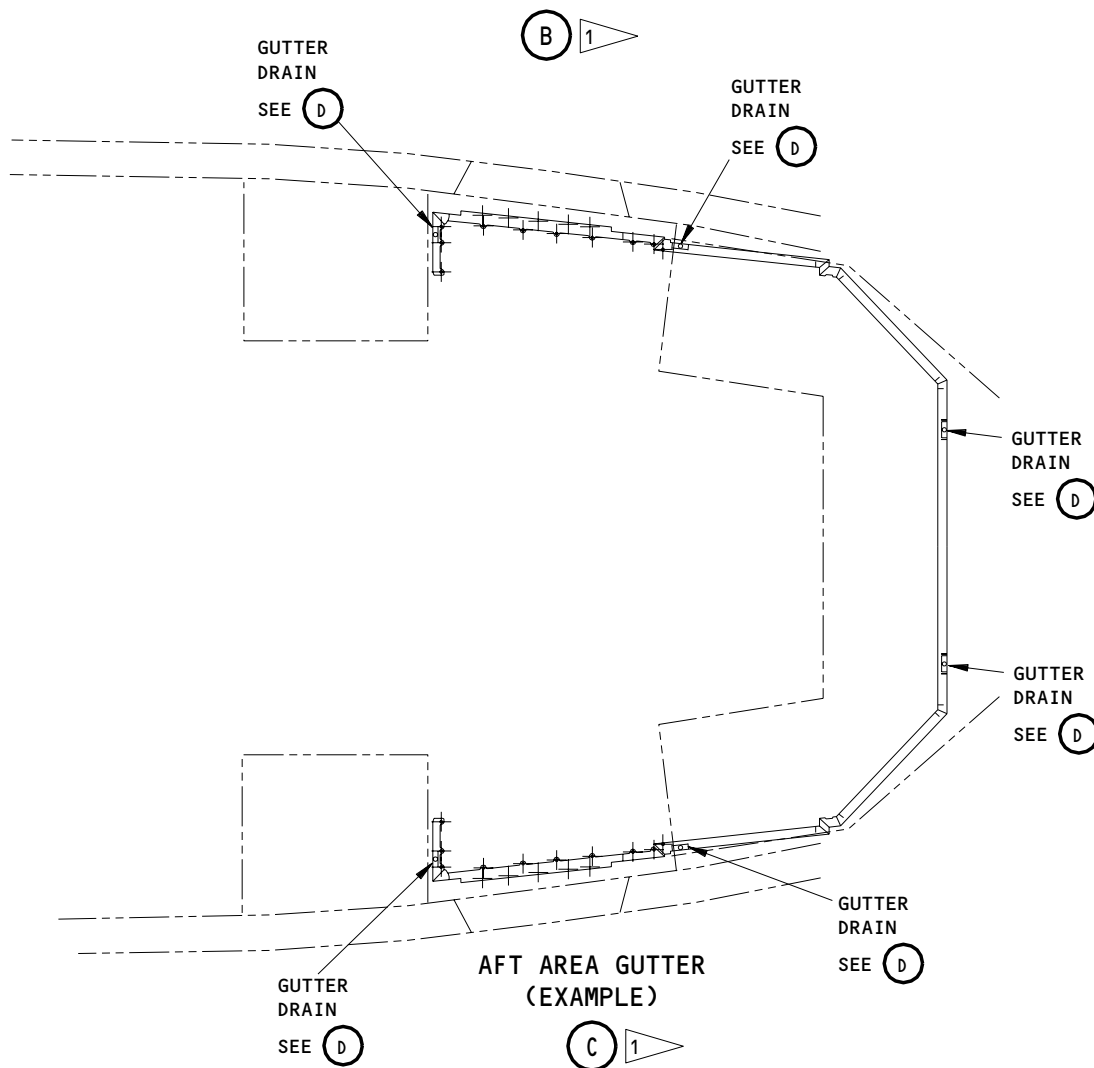 B 1
GUTTER
DRAIN
SEE D
GUTTER
DRAIN
SEE D
GUTTER
DRAIN
SEE D
GUTTER
DRAIN
SEE D
GUTTER
DRAIN
SEE D
GUTTER
DRAIN
SEE D
AFT AREA GUTTER
(EXAMPLE)
C 1